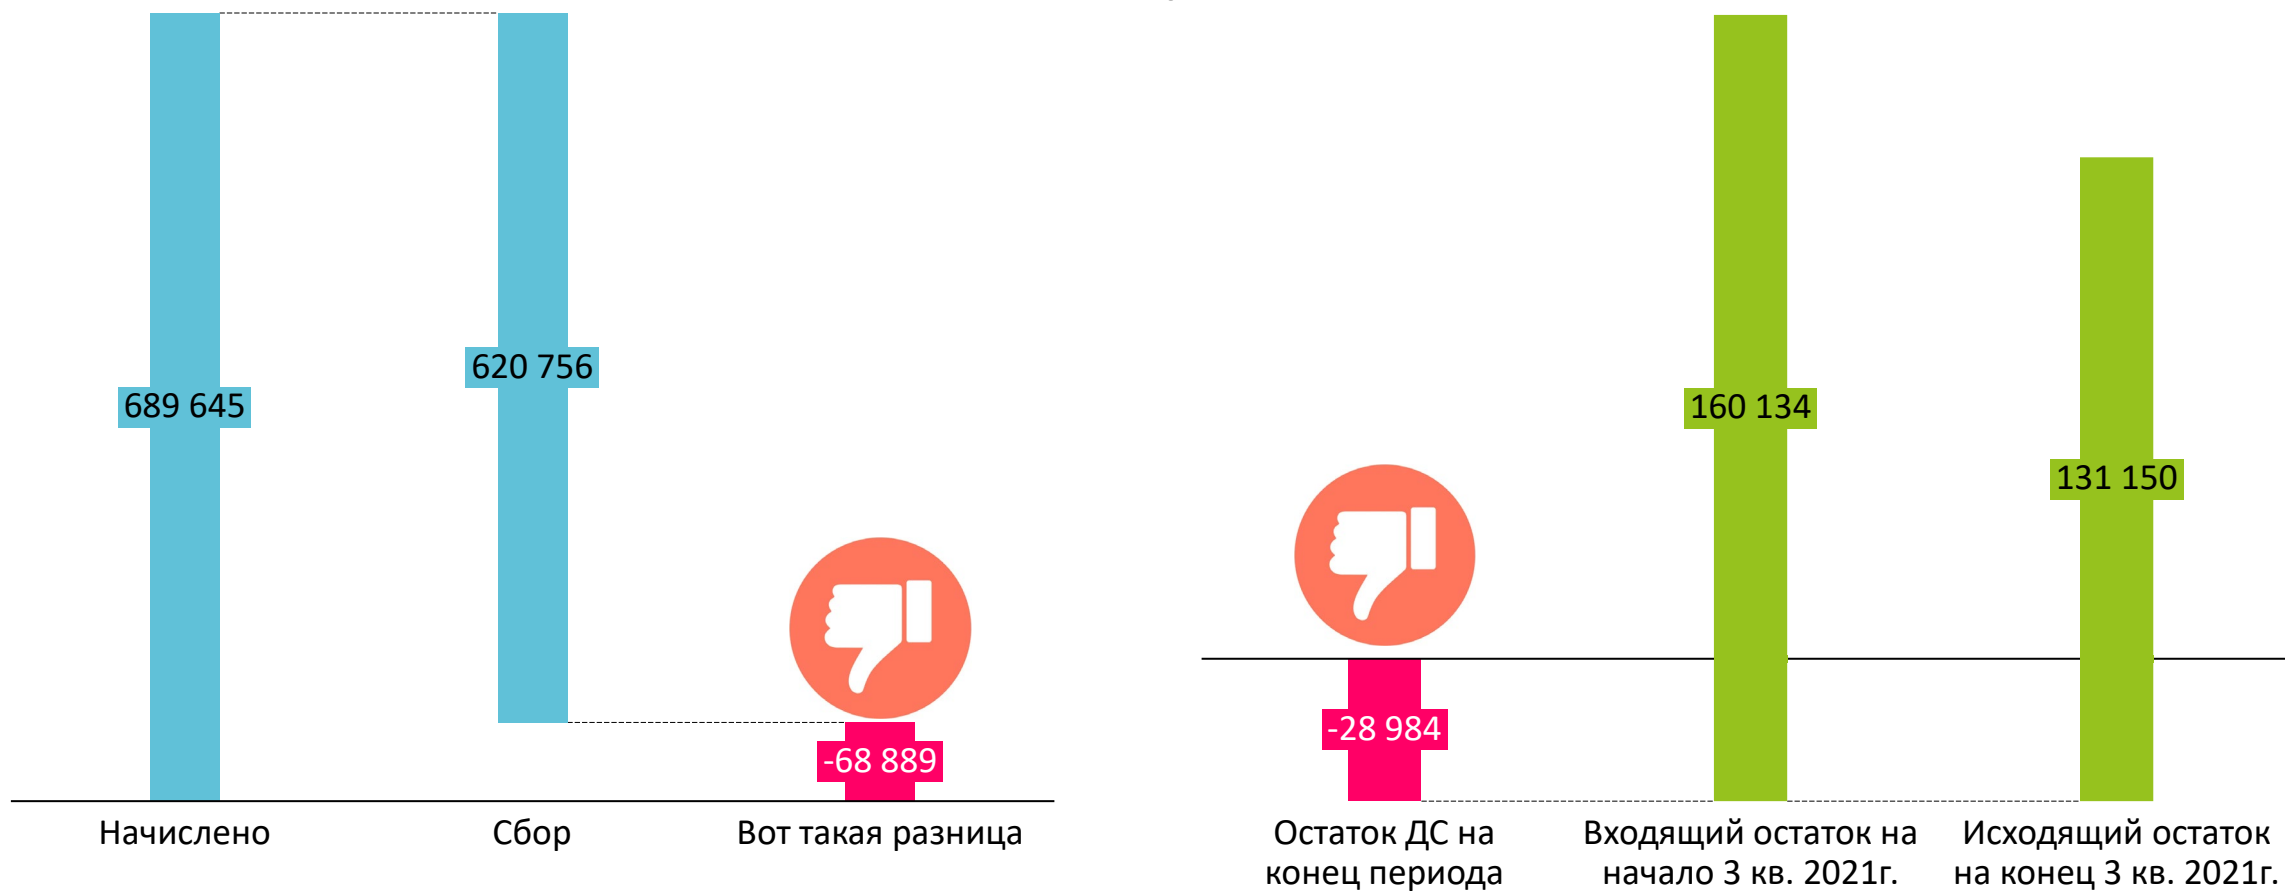 689 645
620 756
-68 889
Начислено
Сбор
Вот такая разница
160 134
131 150
-28 984
Остаток ДС на
конец периода
Входящий остаток на
начало 3 кв. 2021г.
Исходящий остаток
на конец 3 кв. 2021г.